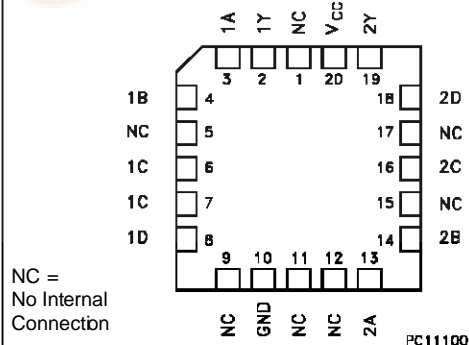 1A 1Y NC VCC 2Y
3 2 1 20 19
1B 4 18 2D
NC 5 17 NC
1C 6 16 2C
1C 7 15 NC
1D 8 14 2B
9 10 11 12 13
NC GND NC NC 2A
NC =
No Internal
Connection
PC11100